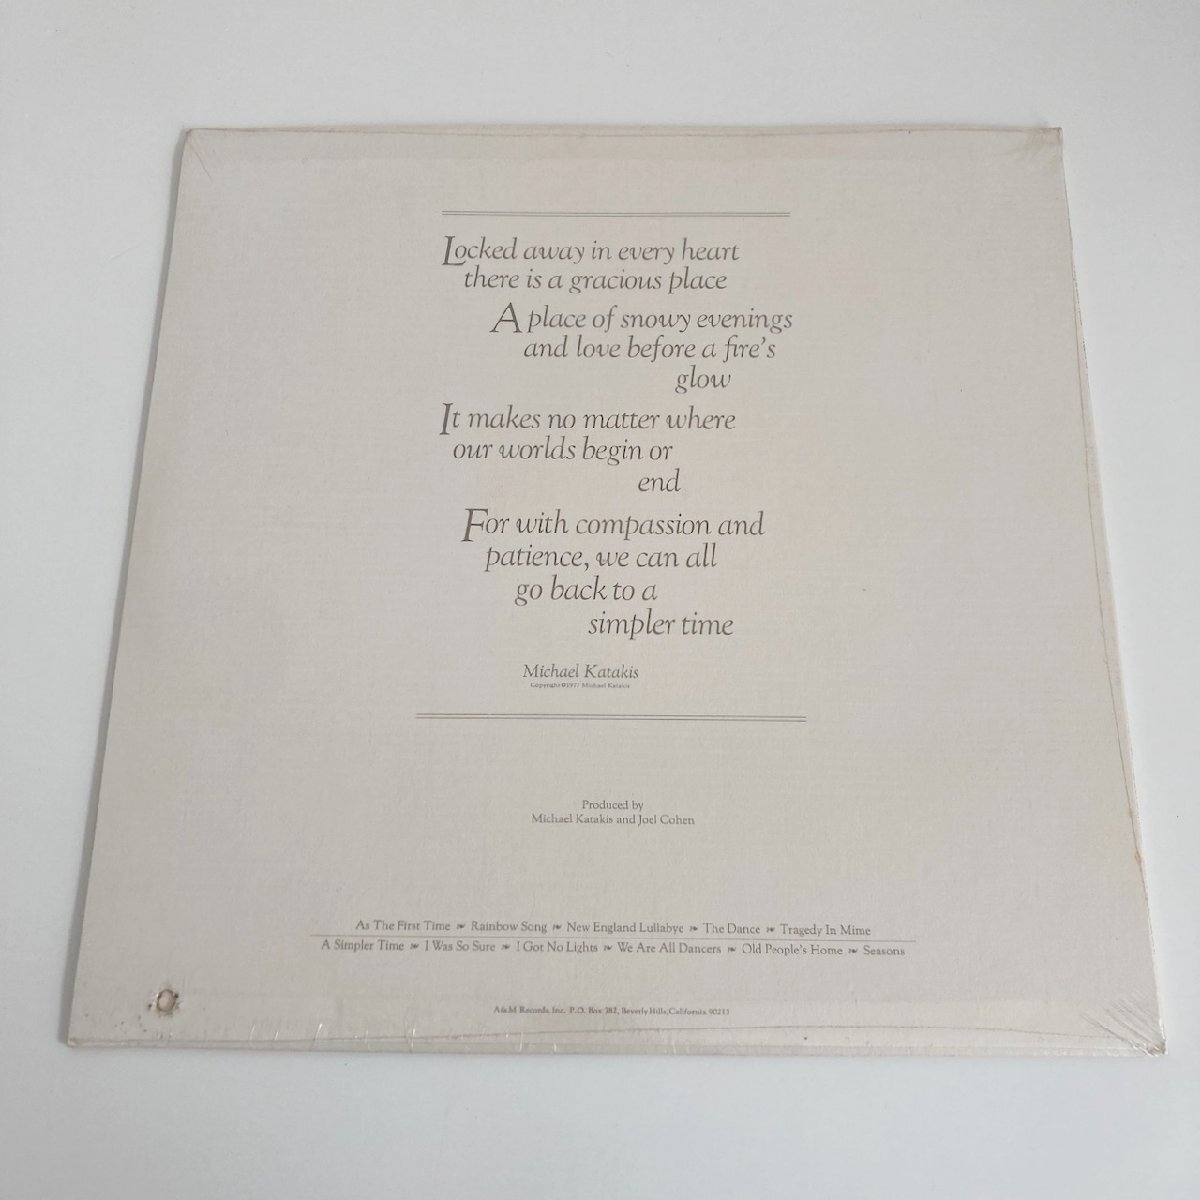 Locked away in every heart
there is a gracious place
A place of snowy evenings
and love before a fire's
glow
It makes no matter where
our worlds begin or
end
For with compassion and
patience, we can all
go back to a
simpler time
Michael Katakis
Copyright ©1977 Michael Katakis
Produced by
Michael Katakis and Joel Cohen
As The First Time ❧ Rainbow Song ❧ New England Lullabye ❧ The Dance ❧ Tragedy In Mime
A Simpler Time ❧ I Was So Sure ❧ I Got No Lights ❧ We Are All Dancers ❧ Old People's Home ❧ Seasons
A&M Records, Inc. P.O. Box 782, Beverly Hills, California 90213